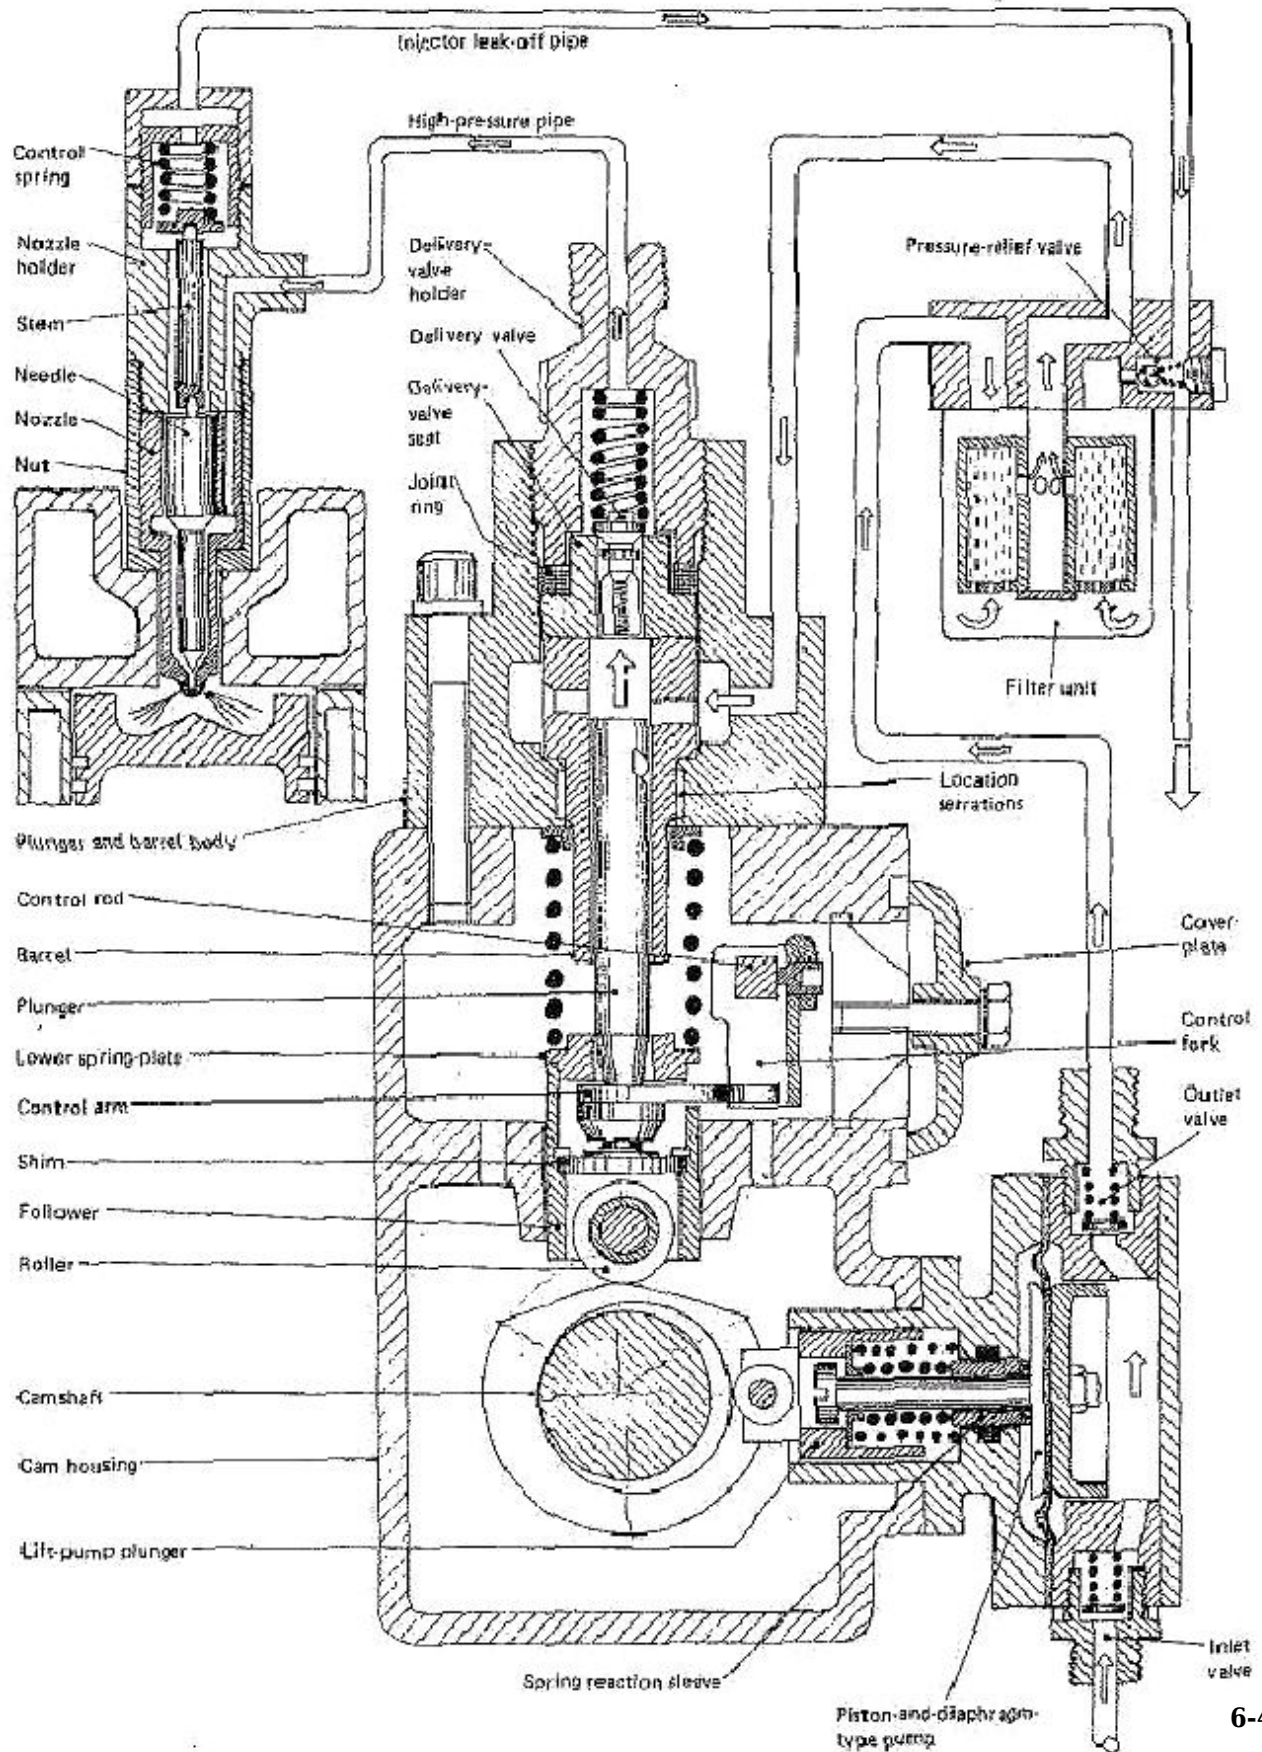 Injector leak-off pipe
High-pressure pipe
Control
spring
Nozzle
holder
Stem
Needle
Nozzle
Nut
Delivery-
valve
holder
Delivery valve
Delivery-
valve
seat
Joint
ring
Pressure-relief valve
Filter unit
Location
serrations
Plunger and barrel body
Control rod
Barrel
Plunger
Lower spring-plate
Control arm
Shim
Follower
Roller
Camshaft
Cam housing
Lift-pump plunger
Cover-
plate
Control
fork
Outlet
valve
Inlet
valve
Spring reaction sleeve
Piston-and-diaphragm-
type pump